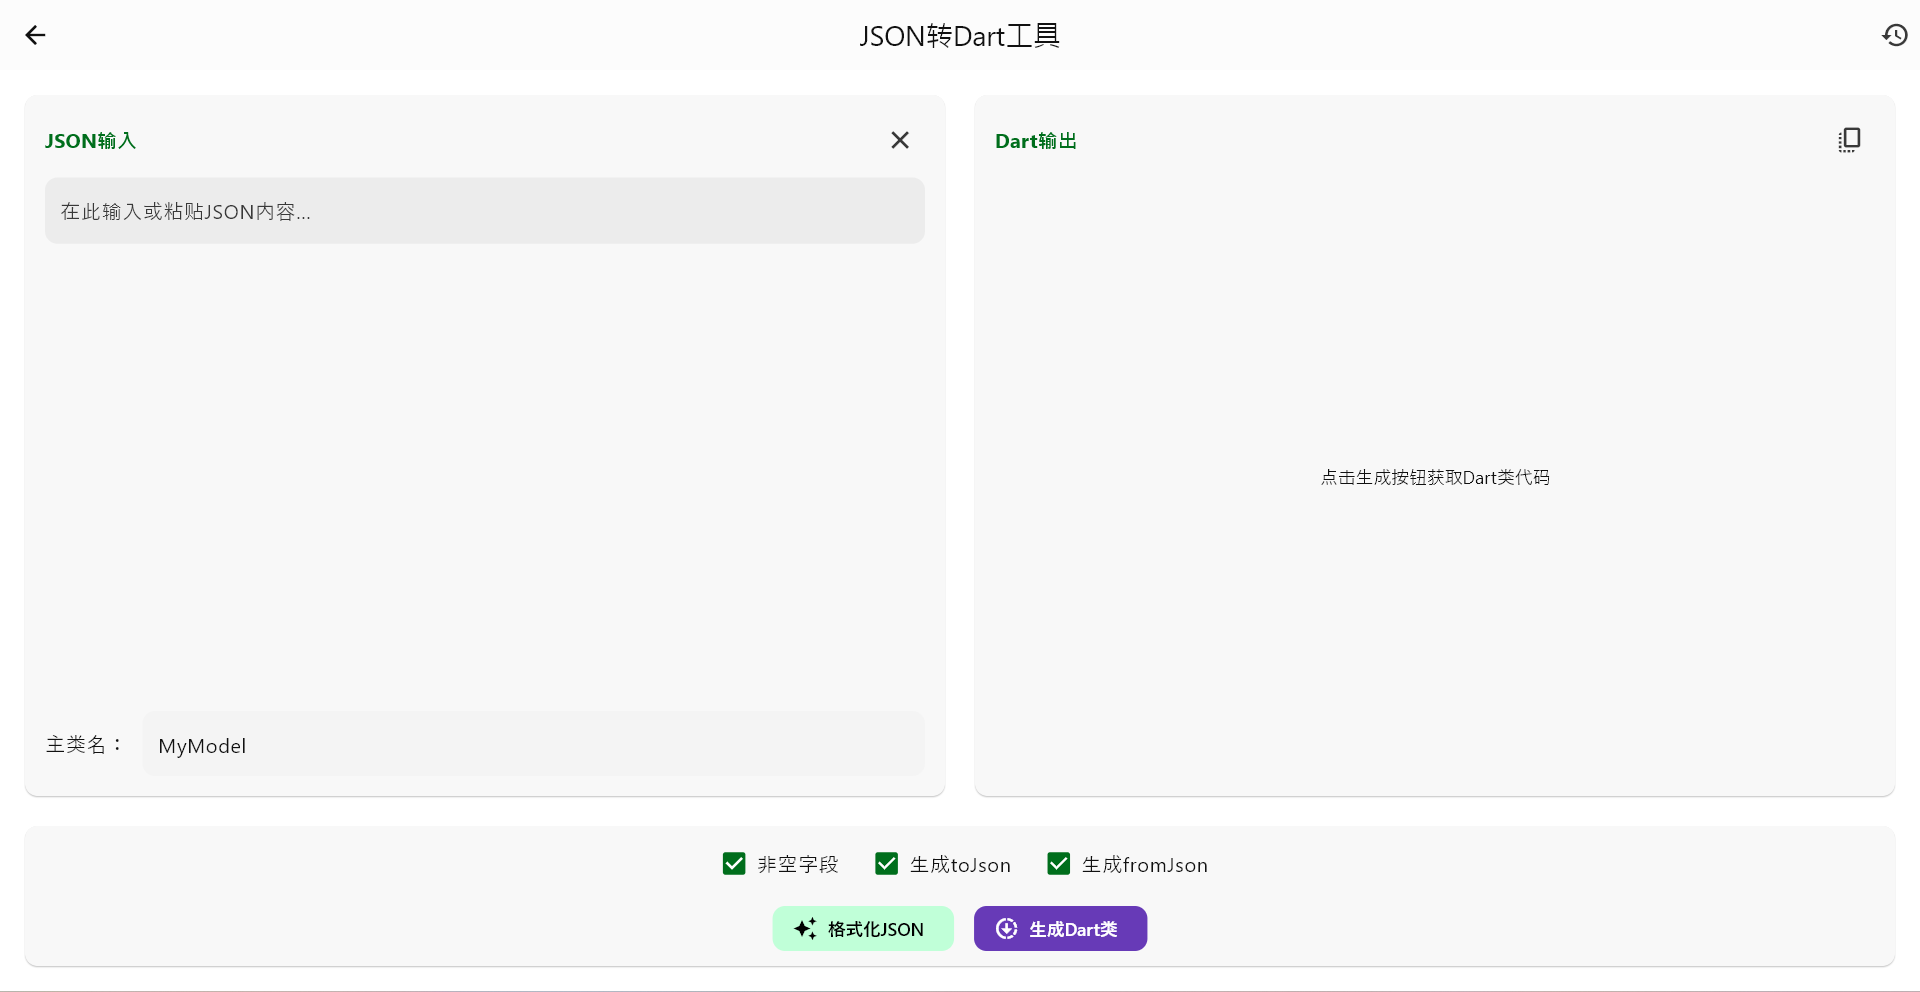 JSON转Dart工具
JSON输入
在此输入或粘贴JSON内容...
主类名：
MyModel
Dart输出
点击生成按钮获取Dart类代码
非空字段
生成toJson
生成fromJson
格式化JSON
生成Dart类